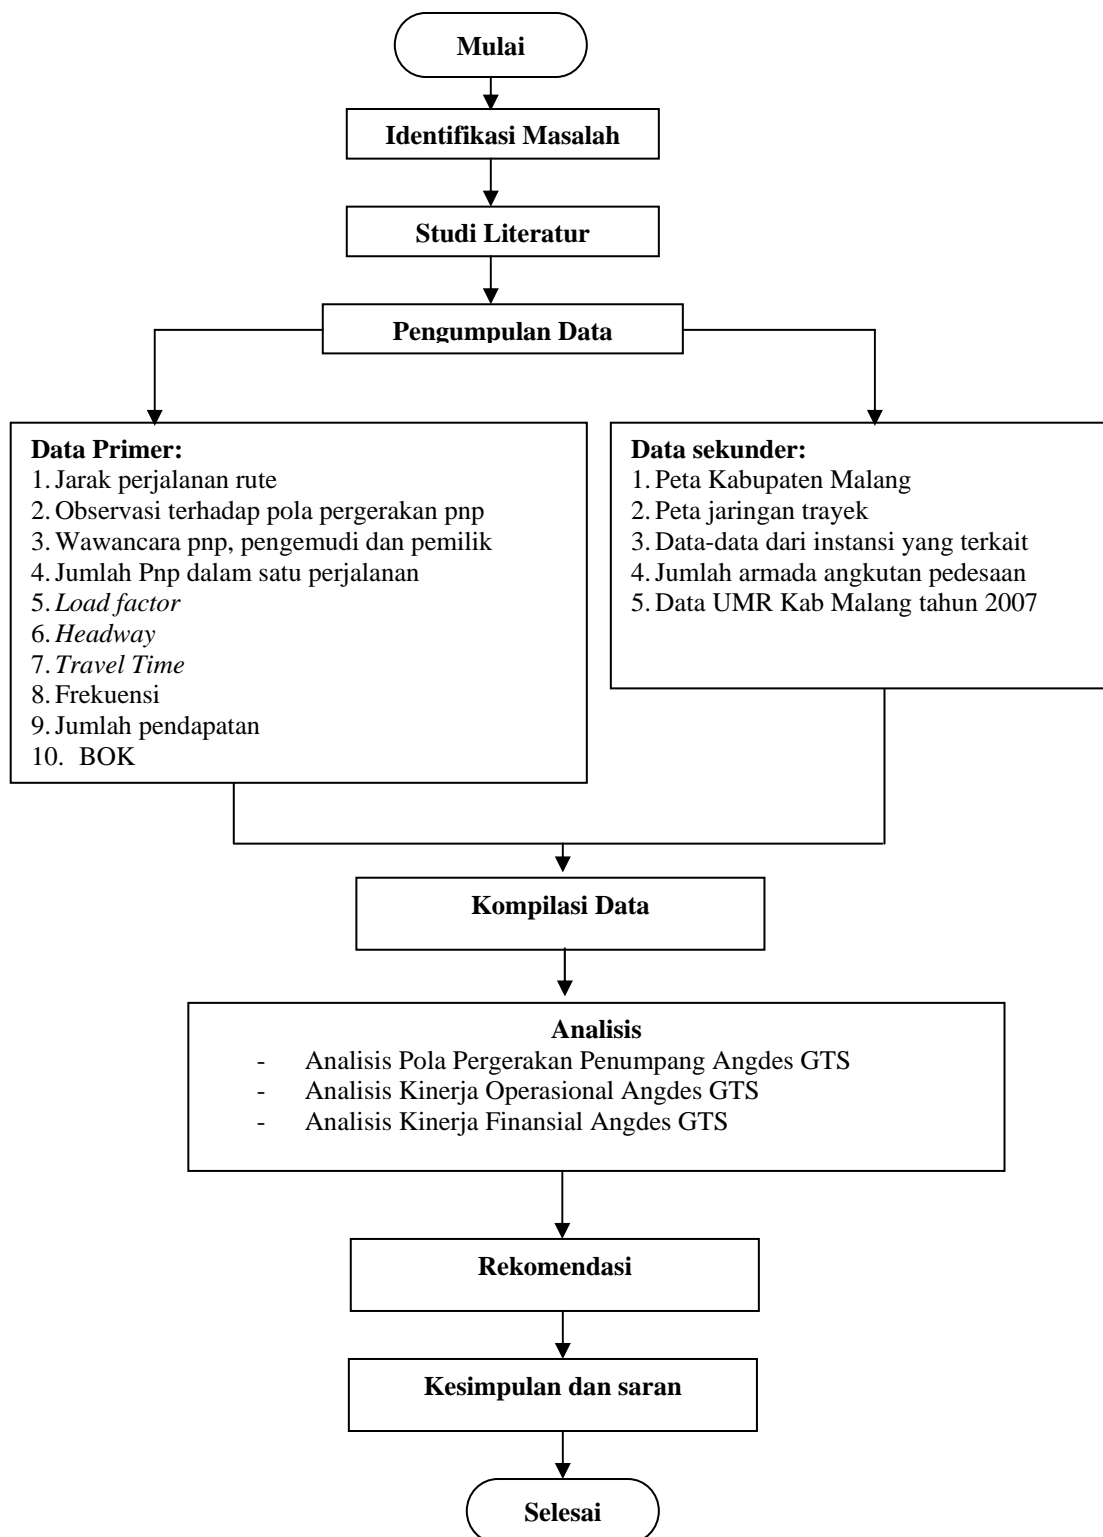 Mulai
Identifikasi Masalah
Studi Literatur
Pengumpulan Data
Data Primer:
1. Jarak perjalanan rute
2. Observasi terhadap pola pergerakan pnp
3. Wawancara pnp, pengemudi dan pemilik
4. Jumlah Pnp dalam satu perjalanan
5. Load factor
6. Headway
7. Travel Time
8. Frekuensi
9. Jumlah pendapatan
10. BOK
Data sekunder:
1. Peta Kabupaten Malang
2. Peta jaringan trayek
3. Data-data dari instansi yang terkait
4. Jumlah armada angkutan pedesaan
5. Data UMR Kab Malang tahun 2007
Kompilasi Data
Analisis
- Analisis Pola Pergerakan Penumpang Angdes GTS
- Analisis Kinerja Operasional Angdes GTS
- Analisis Kinerja Finansial Angdes GTS
Rekomendasi
Kesimpulan dan saran
Selesai